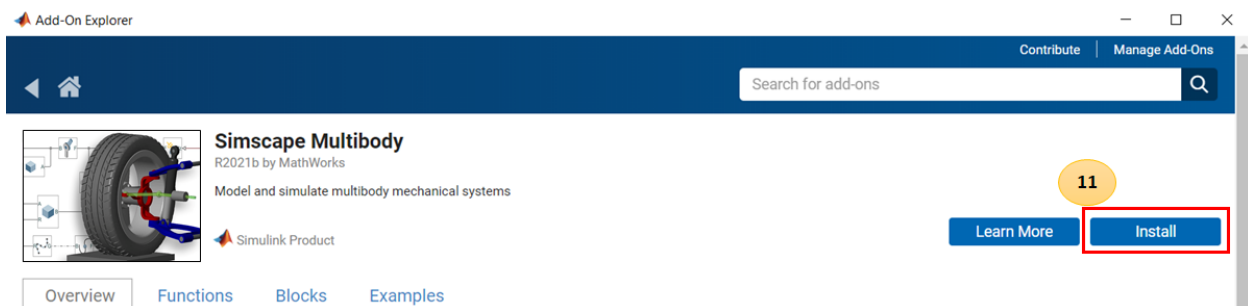 Add-On Explorer
Contribute Manage Add-Ons
Search for add-ons
Simscape Multibody
R2021b by MathWorks
Model and simulate multibody mechanical systems
11
Simulink Product
Learn More Install
Overview Functions Blocks Examples